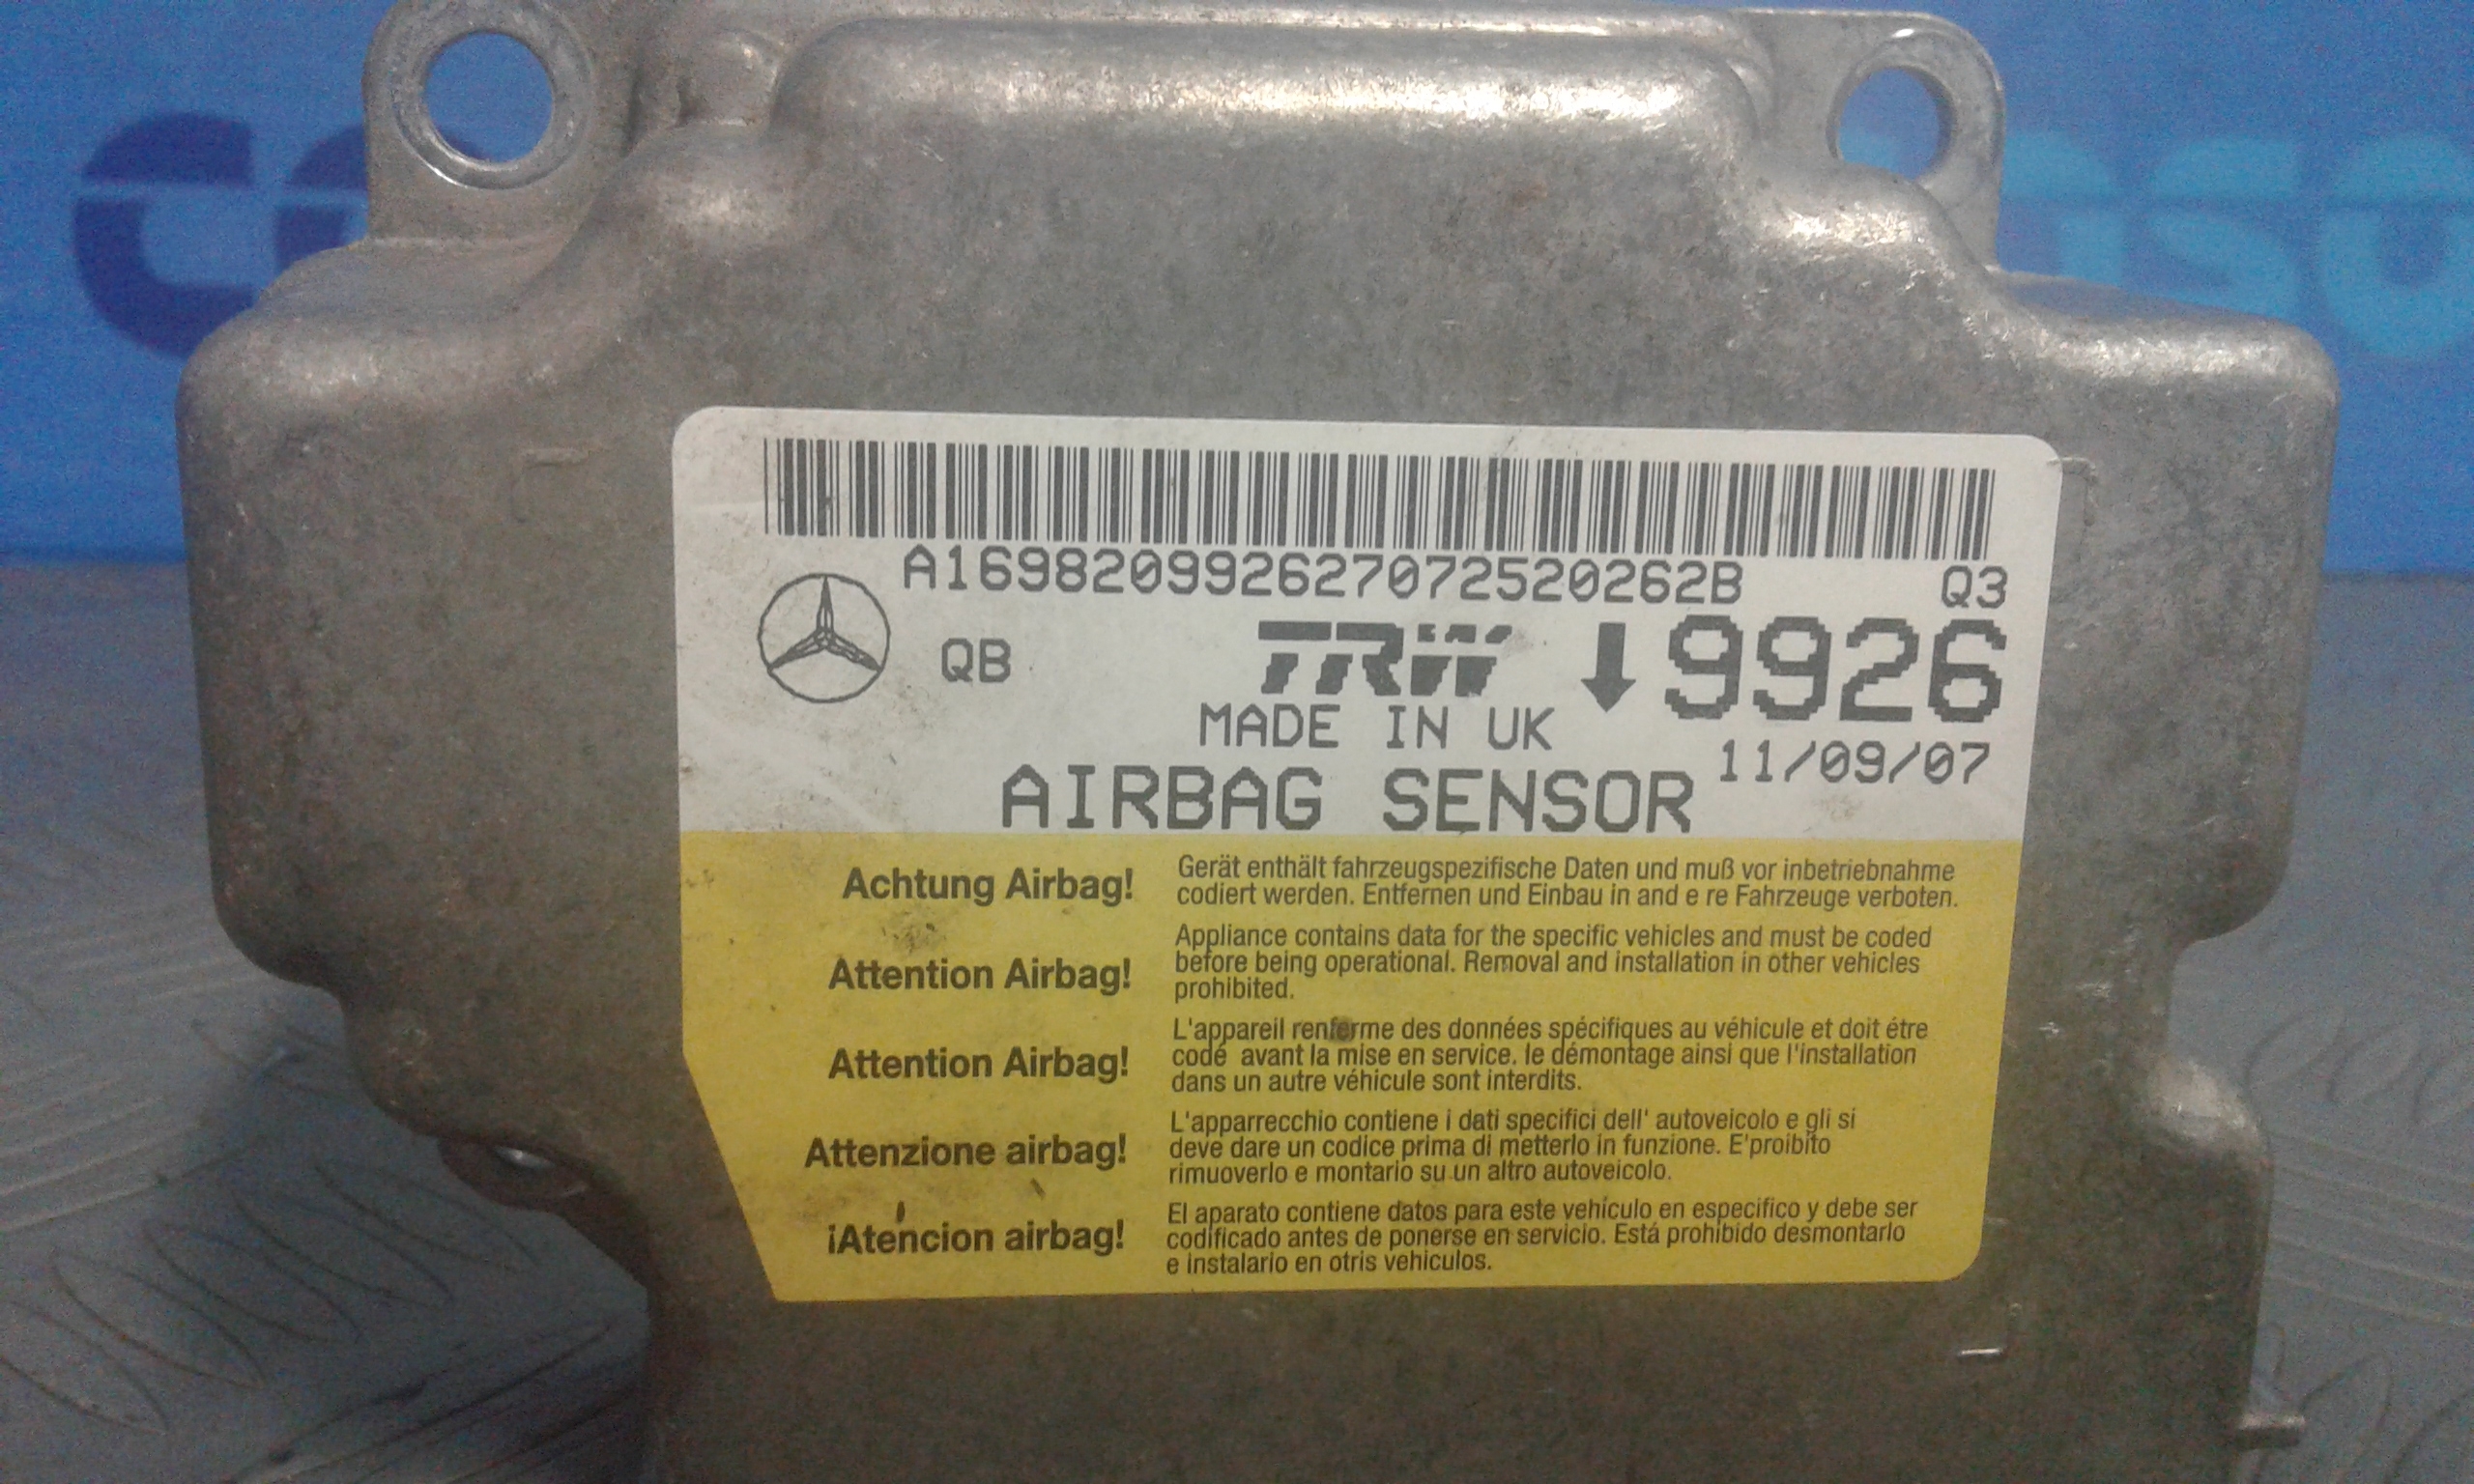 A1698209926270725 20262B Q3
QB TRW 9926
MADE IN UK
11/09/07
AIRBAG SENSOR
Achtung Airbag!
Gerät enthält fahrzeugspezifische Daten und muß vor inbetriebnahme
codiert werden. Entfernen und Einbau in and e re Fahrzeuge verboten.
Attention Airbag!
Appliance contains data for the specific vehicles and must be coded
before being operational. Removal and installation in other vehicles
prohibited.
Attention Airbag!
L'appareil renferme des données spécifiques au véhicule et doit étre
codé avant la mise en service. le démontage ainsi que l'installation
dans un autre véhicule sont interdits.
Attenzione airbag!
L'apparrecchio contiene i dati specifici dell' autoveicolo e gli si
deve dare un codice prima di metterlo in funzione. E'proibito
rimuoverlo e montario su un altro autoveicolo.
¡Atencion airbag!
El aparato contiene datos para este vehículo en especifico y debe ser
codificado antes de ponerse en servicio. Está prohibido desmontarlo
e instalario en otris vehiculos.